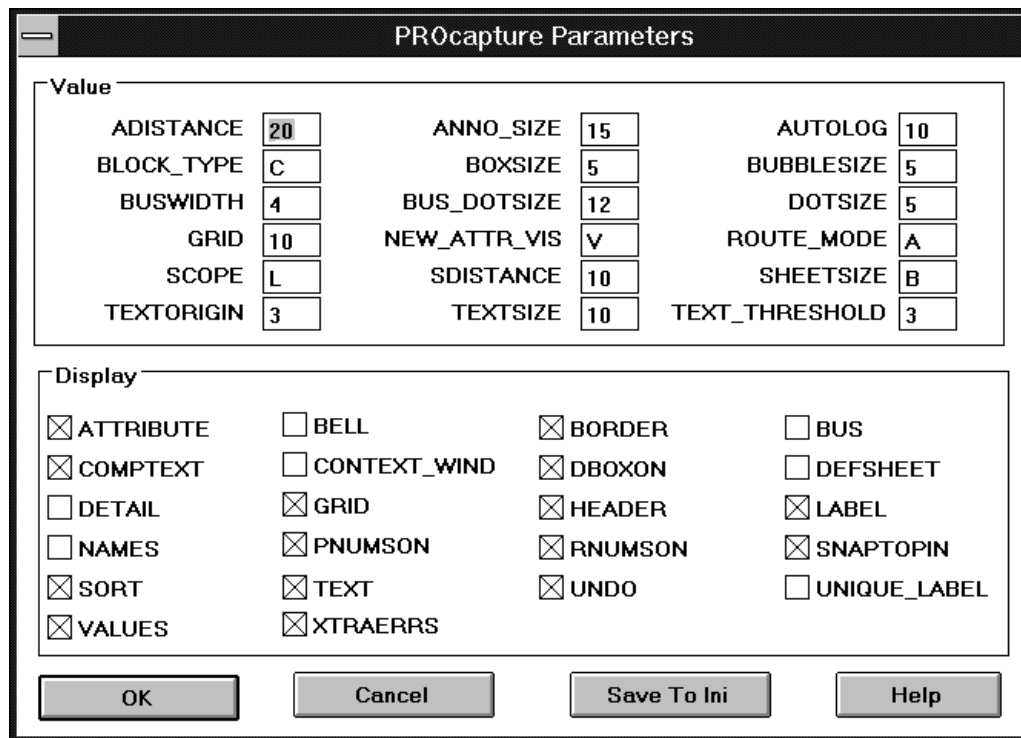 PROcapture Parameters
Value
ADISTANCE 20 ANNO_SIZE 15 AUTOLOG 10
BLOCK_TYPE C BOXSIZE 5 BUBBLESIZE 5
BUSWIDTH 4 BUS_DOTSIZE 12 DOTSIZE 5
GRID 10 NEW_ATTR_VIS V ROUTE_MODE A
SCOPE L SDISTANCE 10 SHEETSIZE B
TEXTORIGIN 3 TEXTSIZE 10 TEXT_THRESHOLD 3
Display
ATTRIBUTE BELL BORDER BUS
COMPTEXT CONTEXT_WIND DBOXON DEFSHEET
DETAIL GRID HEADER LABEL
NAMES PNUMSON RNUMSON SNAPTOPIN
SORT TEXT UNDO UNIQUE_LABEL
VALUES XTRAERRS
OK Cancel Save To Ini Help